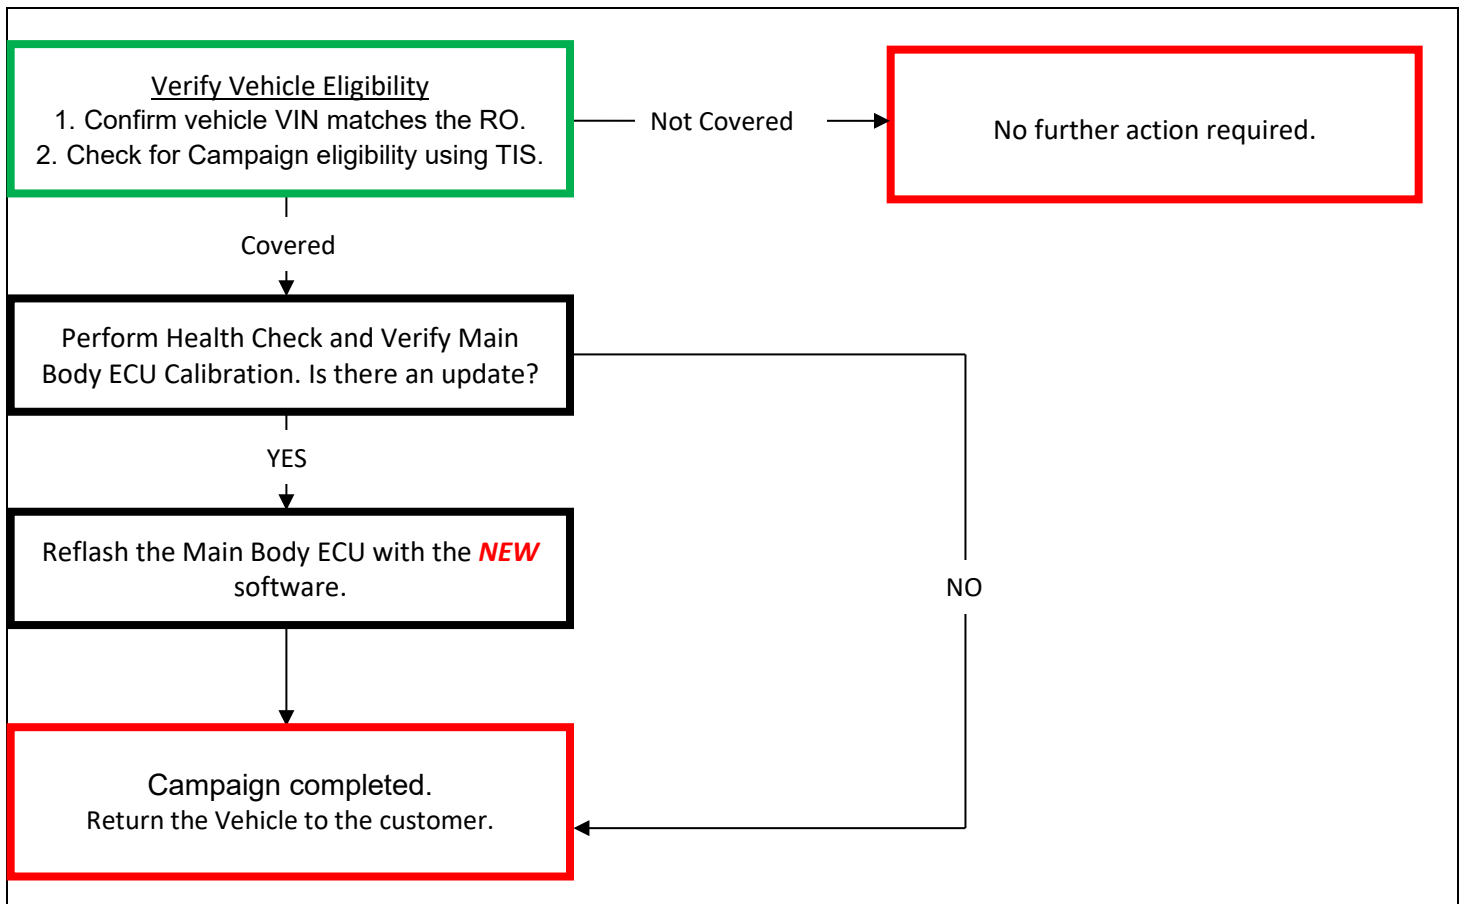 Verify Vehicle Eligibility
1. Confirm vehicle VIN matches the RO.
2. Check for Campaign eligibility using TIS.
Not Covered
No further action required.
Covered
Perform Health Check and Verify Main
Body ECU Calibration. Is there an update?
YES
Reflash the Main Body ECU with the NEW
software.
NO
Campaign completed.
Return the Vehicle to the customer.